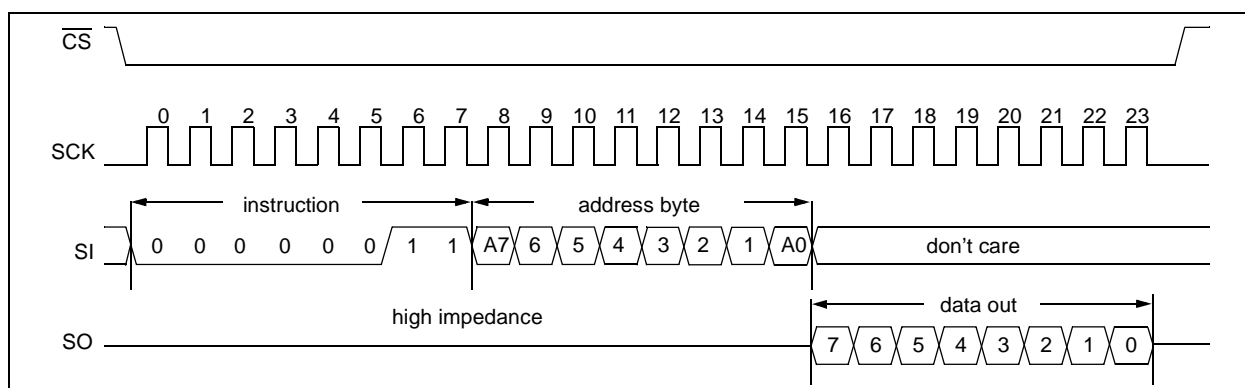 CS
0 1 2 3 4 5 6 7 8 9 10 11 12 13 14 15 16 17 18 19 20 21 22 23
SCK
instruction address byte
SI 0 0 0 0 0 0 1 1 A7 6 5 4 3 2 1 A0 don't care
high impedance data out
SO 7 6 5 4 3 2 1 0